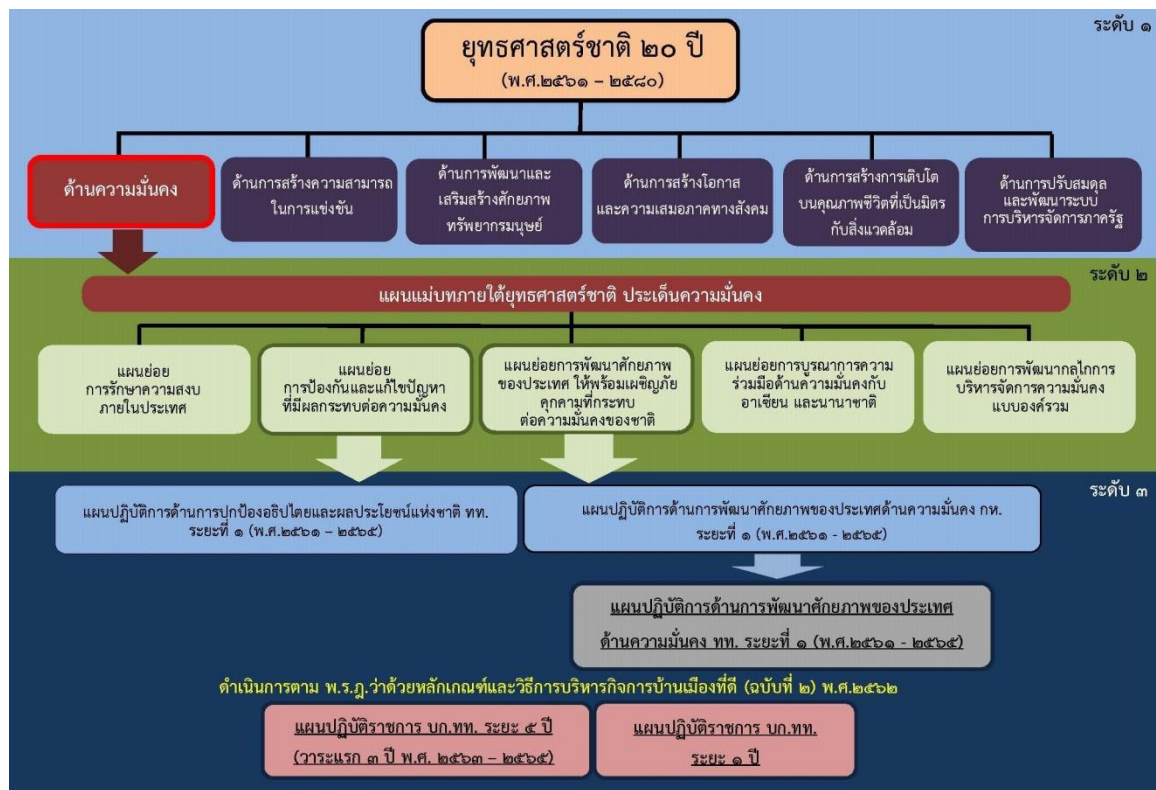 ระดับ ๑
ยุทธศาสตร์ชาติ ๒๐ ปี
(พ.ศ.๒๕๖๑ – ๒๕๘๐)
ด้านความมั่นคง
ด้านการสร้างความสามารถ
ในการแข่งขัน
ด้านการพัฒนาและ
เสริมสร้างศักยภาพ
ทรัพยากรมนุษย์
ด้านการสร้างโอกาส
และความเสมอภาคทางสังคม
ด้านการสร้างการเติบโต
บนคุณภาพชีวิตที่เป็นมิตร
กับสิ่งแวดล้อม
ด้านการปรับสมดุล
และพัฒนาระบบ
การบริหารจัดการภาครัฐ
ระดับ ๒
แผนแม่บทภายใต้ยุทธศาสตร์ชาติ ประเด็นความมั่นคง
แผนย่อย
การรักษาความสงบ
ภายในประเทศ
แผนย่อย
การป้องกันและแก้ไขปัญหา
ที่มีผลกระทบต่อความมั่นคง
แผนย่อยการพัฒนาศักยภาพ
ของประเทศ ให้พร้อมเผชิญภัย
คุกคามที่กระทบ
ต่อความมั่นคงของชาติ
แผนย่อยการบูรณาการความ
ร่วมมือด้านความมั่นคงกับ
อาเซียน และนานาชาติ
แผนย่อยการพัฒนากลไกการ
บริหารจัดการความมั่นคง
แบบองค์รวม
ระดับ ๓
แผนปฏิบัติการด้านการปกป้องอธิปไตยและผลประโยชน์แห่งชาติ ทท.
ระยะที่ ๑ (พ.ศ.๒๕๖๑ – ๒๕๖๕)
แผนปฏิบัติการด้านการพัฒนาศักยภาพของประเทศด้านความมั่นคง กห.
ระยะที่ ๑ (พ.ศ.๒๕๖๑ - ๒๕๖๕)
แผนปฏิบัติการด้านการพัฒนาศักยภาพของประเทศ
ด้านความมั่นคง ทท. ระยะที่ ๑ (พ.ศ.๒๕๖๑ - ๒๕๖๕)
ดำเนินการตาม พ.ร.ฎ.ว่าด้วยหลักเกณฑ์และวิธีการบริหารกิจการบ้านเมืองที่ดี (ฉบับที่ ๒) พ.ศ.๒๕๖๒
แผนปฏิบัติราชการ บก.ทท. ระยะ ๕ ปี
(วาระแรก ๓ ปี พ.ศ. ๒๕๖๓ – ๒๕๖๕)
แผนปฏิบัติราชการ บก.ทท.
ระยะ ๑ ปี